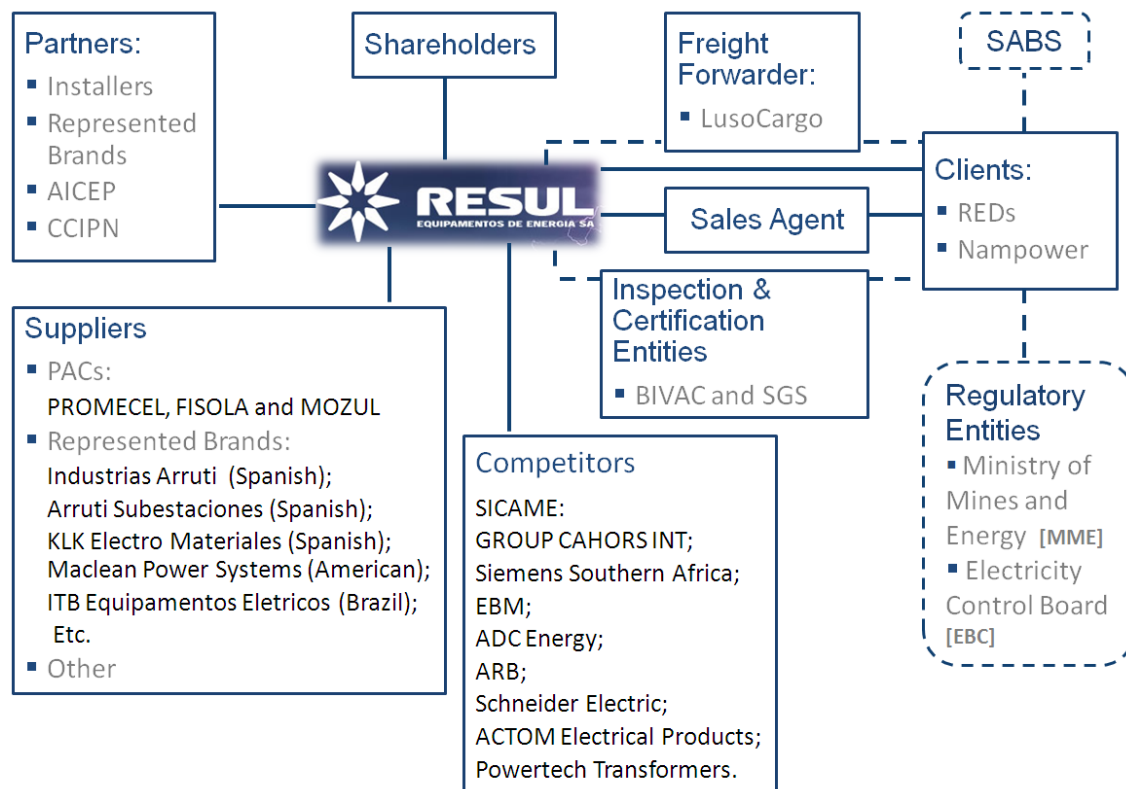 Partners:
▪ Installers
▪ Represented
Brands
▪ AICEP
▪ CCIPN
Shareholders
Freight
Forwarder:
▪ LusoCargo
SABS
RESUL
EQUIPAMENTOS DE ENERGIA SA
Sales Agent
Clients:
▪ REDs
▪ Nampower
Inspection &
Certification
Entities
▪ BIVAC and SGS
Suppliers
▪ PACs:
PROMECEL, FISOLA and MOZUL
▪ Represented Brands:
Industrias Arruti (Spanish);
Arruti Subestaciones (Spanish);
KLK Electro Materiales (Spanish);
Maclean Power Systems (American);
ITB Equipamentos Eletricos (Brazil);
Etc.
▪ Other
Competitors
SICAME:
GROUP CAHORS INT;
Siemens Southern Africa;
EBM;
ADC Energy;
ARB;
Schneider Electric;
ACTOM Electrical Products;
Powertech Transformers.
Regulatory
Entities
▪ Ministry of
Mines and
Energy [MME]
▪ Electricity
Control Board
[EBC]